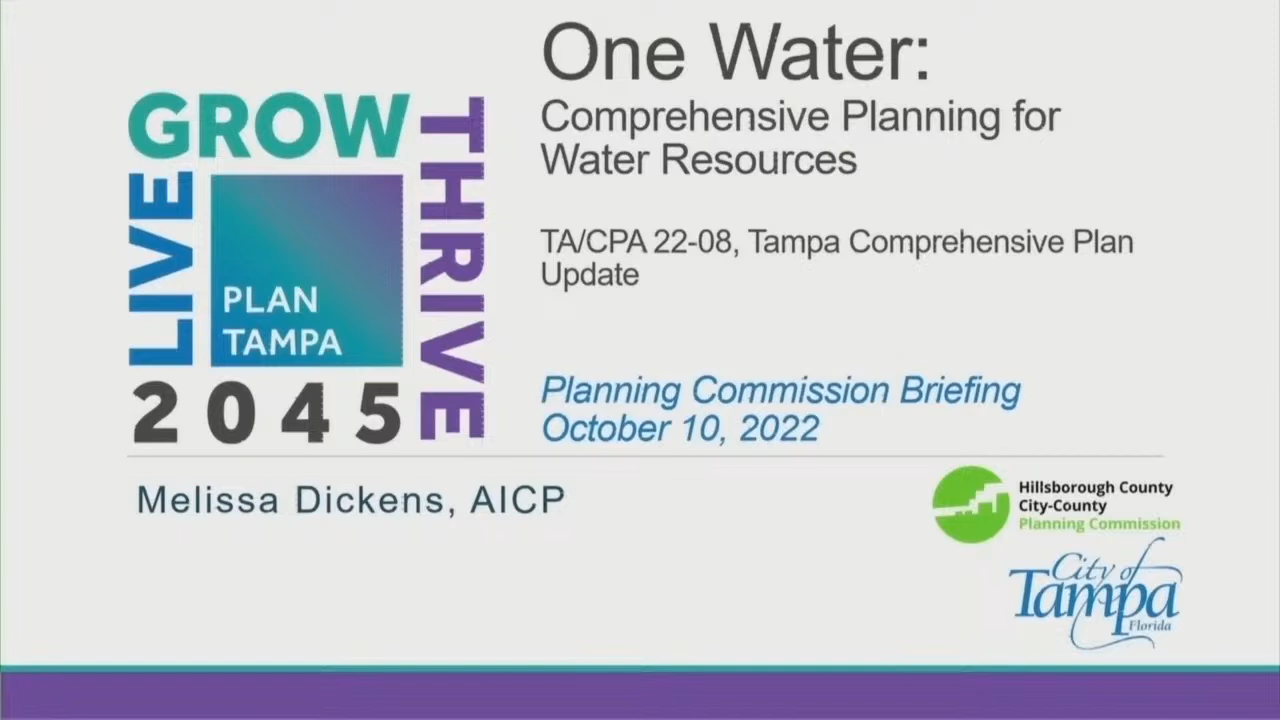 GROW
LIVE
THRIVE
PLAN
TAMPA
2045
One Water:
Comprehensive Planning for
Water Resources
TA/CPA 22-08, Tampa Comprehensive Plan
Update
Planning Commission Briefing
October 10, 2022
Melissa Dickens, AICP
Hillsborough County
City-County
Planning Commission
City of
Tampa
Florida